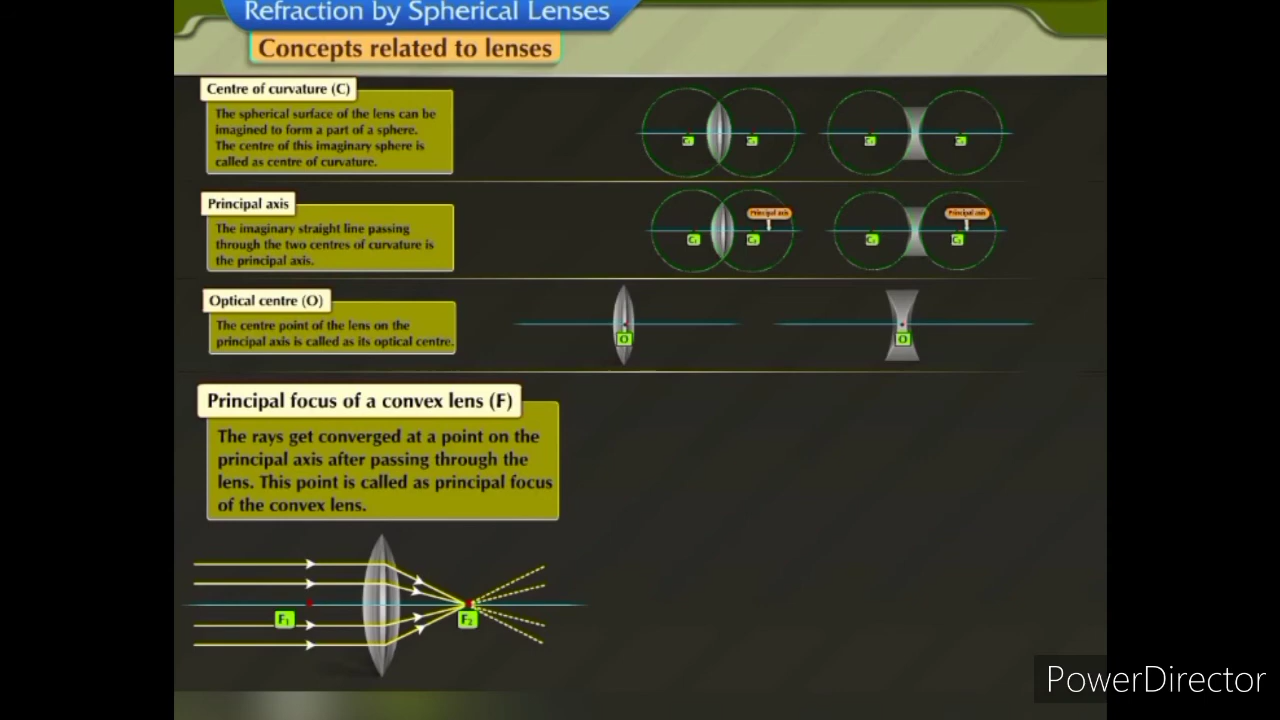 Refraction by Spherical Lenses
Concepts related to lenses
Centre of curvature (C)
The spherical surface of the lens can be
imagined to form a part of a sphere.
The centre of this imaginary sphere is
called as centre of curvature.
Principal axis
The imaginary straight line passing
through the two centres of curvature is
the principal axis.
Principal axis
Principal axis
C₁
C₂
C₁
C₂
Optical centre (O)
The centre point of the lens on the
principal axis is called as its optical centre.
O
O
Principal focus of a convex lens (F)
The rays get converged at a point on the
principal axis after passing through the
lens. This point is called as principal focus
of the convex lens.
F₁
F₂
PowerDirector